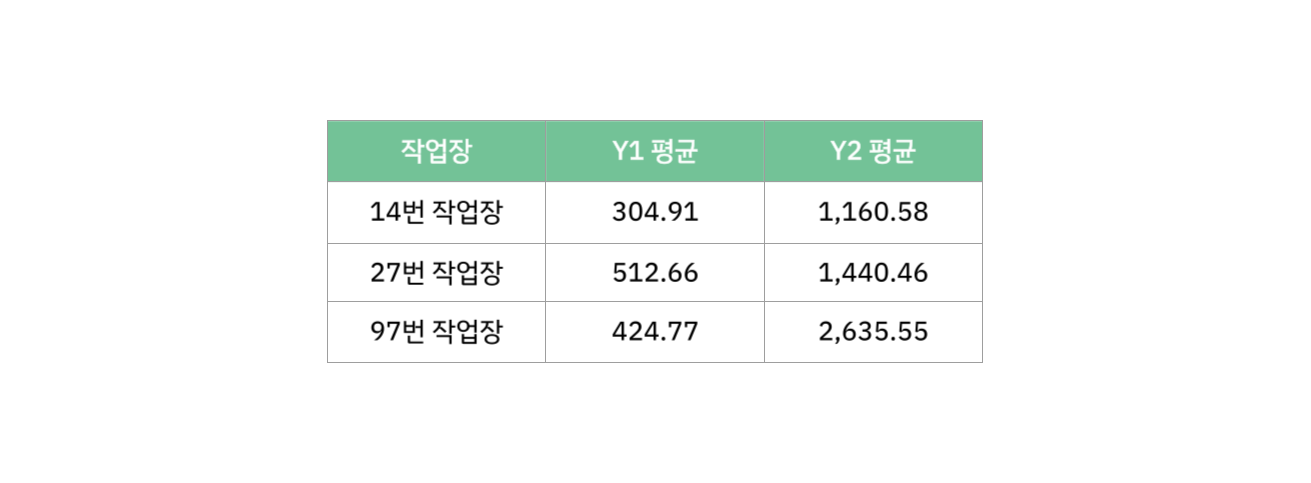 작업장 Y1 평균 Y2 평균
14번 작업장 304.91 1,160.58
27번 작업장 512.66 1,440.46
97번 작업장 424.77 2,635.55